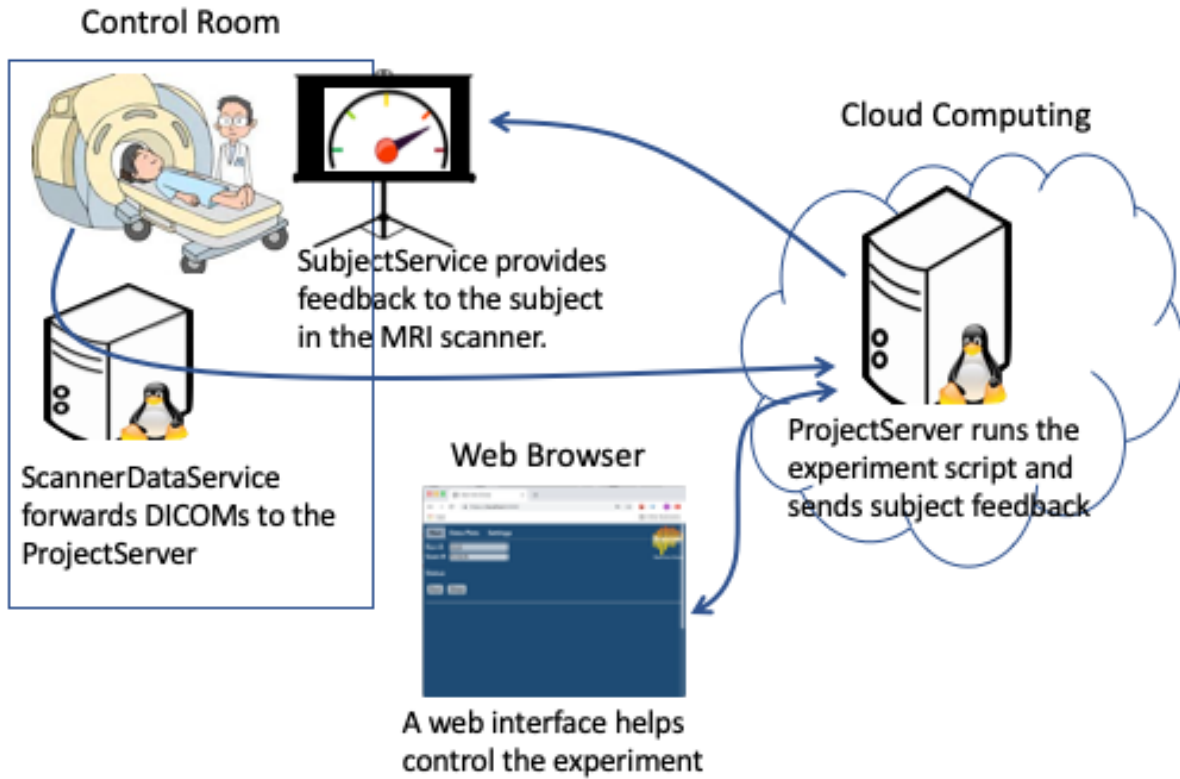 Control Room
Cloud Computing
SubjectService provides
feedback to the subject
in the MRI scanner.
ProjectServer runs the
experiment script and
sends subject feedback
Web Browser
ScannerDataService
forwards DICOMs to the
ProjectServer
Settings
A web interface helps
control the experiment